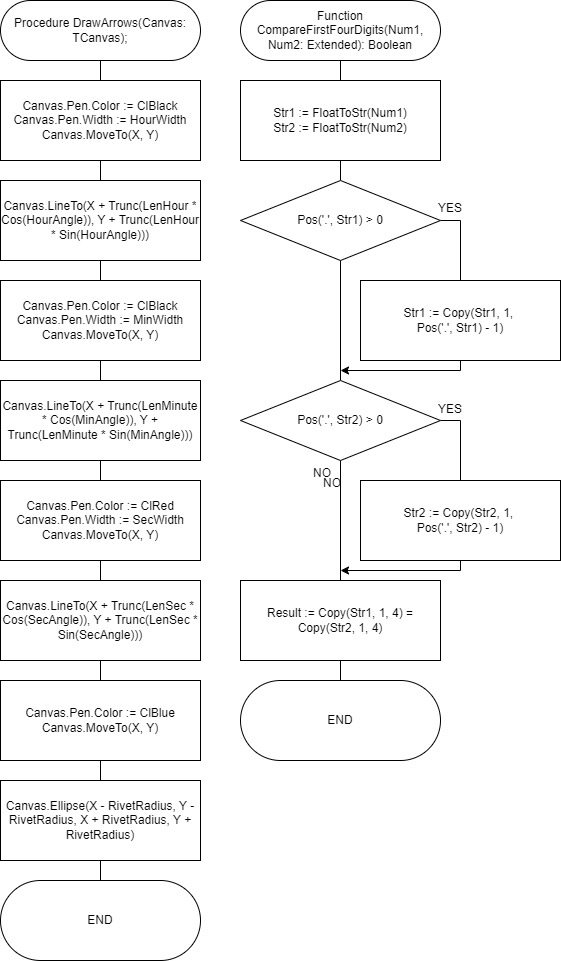 Procedure DrawArrows(Canvas:
TCanvas);
Canvas.Pen.Color := ClBlack
Canvas.Pen.Width := HourWidth
Canvas.MoveTo(X, Y)
Canvas.LineTo(X + Trunc(LenHour *
Cos(HourAngle)), Y + Trunc(LenHour
* Sin(HourAngle)))
Canvas.Pen.Color := ClBlack
Canvas.Pen.Width := MinWidth
Canvas.MoveTo(X, Y)
Canvas.LineTo(X + Trunc(LenMinute
* Cos(MinAngle)), Y +
Trunc(LenMinute * Sin(MinAngle)))
Canvas.Pen.Color := ClRed
Canvas.Pen.Width := SecWidth
Canvas.MoveTo(X, Y)
Canvas.LineTo(X + Trunc(LenSec *
Cos(SecAngle)), Y + Trunc(LenSec *
Sin(SecAngle)))
Canvas.Pen.Color := ClBlue
Canvas.MoveTo(X, Y)
Canvas.Ellipse(X - RivetRadius, Y -
RivetRadius, X + RivetRadius, Y +
RivetRadius)
END
Function
CompareFirstFourDigits(Num1,
Num2: Extended): Boolean
Str1 := FloatToStr(Num1)
Str2 := FloatToStr(Num2)
Pos('.', Str1) > 0
YES
Str1 := Copy(Str1, 1,
Pos('.', Str1) - 1)
Pos('.', Str2) > 0
YES
NO
NO
Str2 := Copy(Str2, 1,
Pos('.', Str2) - 1)
Result := Copy(Str1, 1, 4) =
Copy(Str2, 1, 4)
END